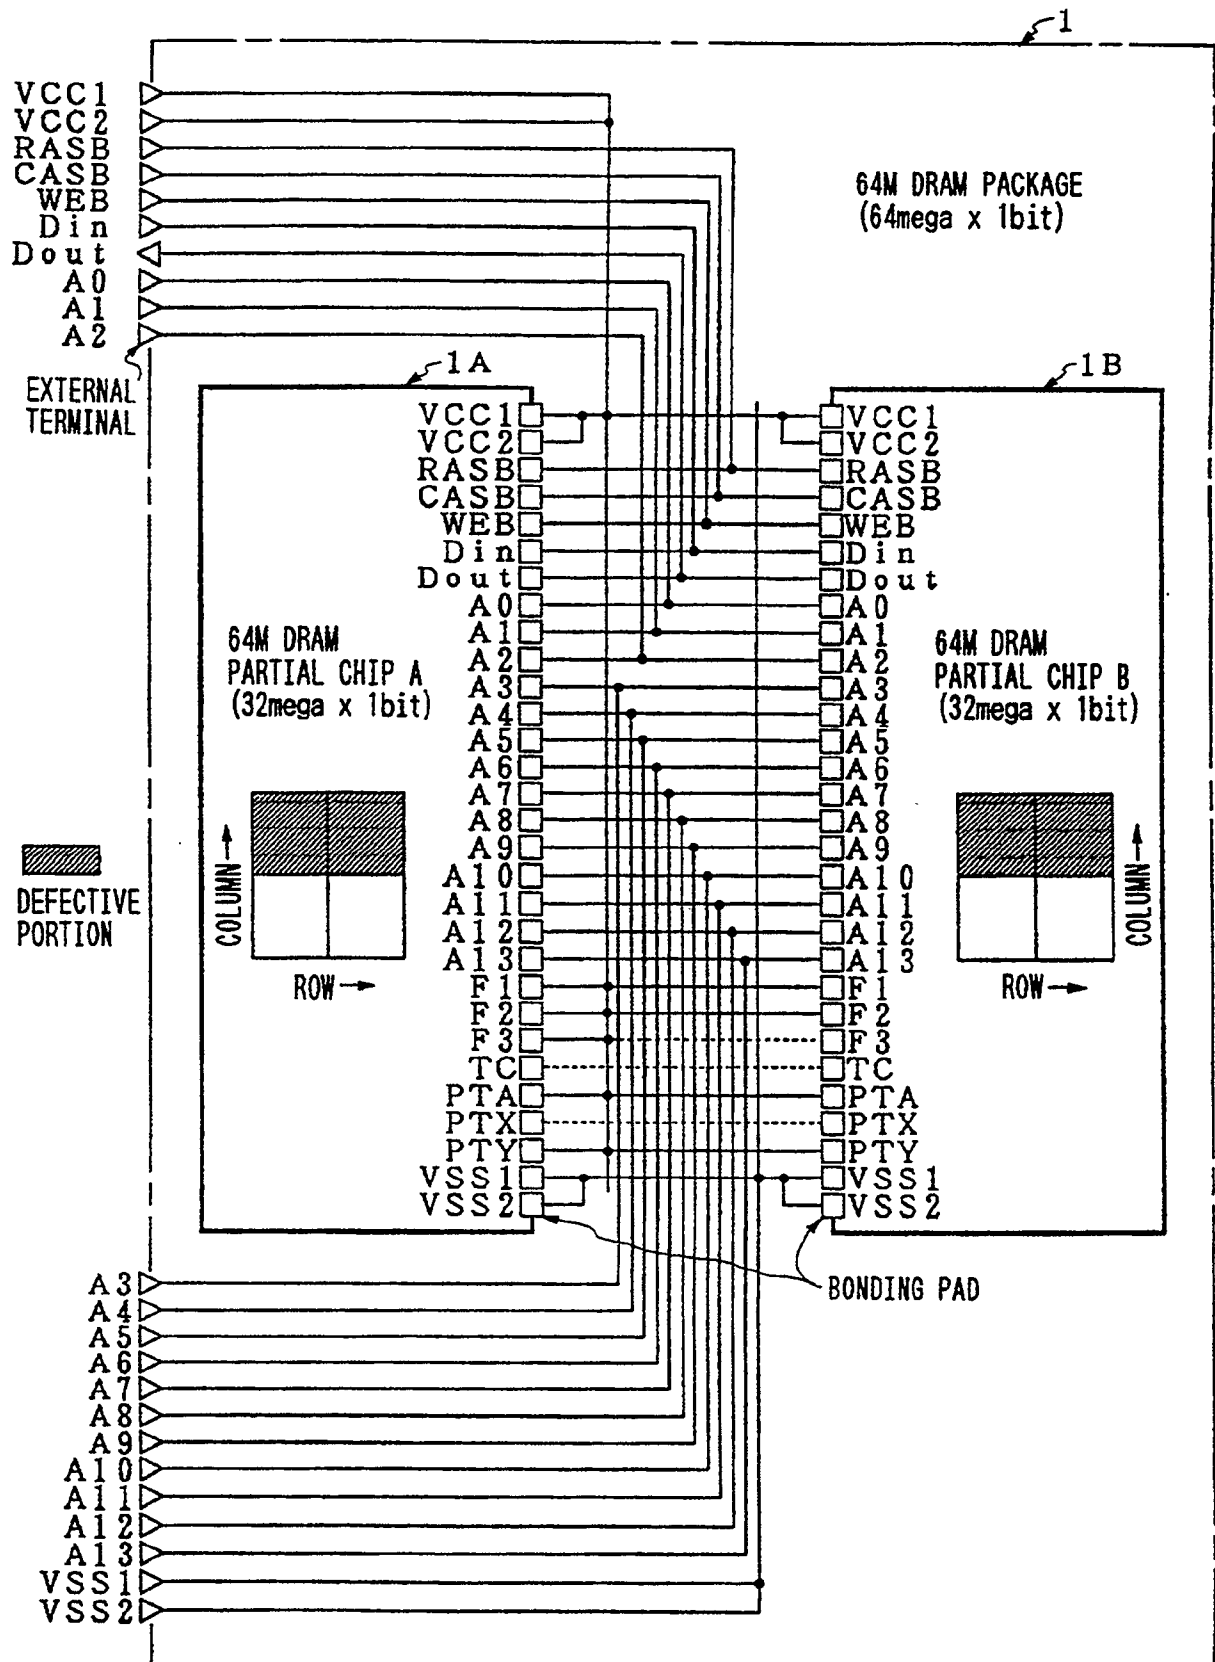 1
VCC1
VCC2
RASB
CASB
WEB
Din
Dout
A0
A1
A2
EXTERNAL
TERMINAL
64M DRAM PACKAGE
(64mega x 1bit)
1A
1B
VCC1
VCC2
RASB
CASB
WEB
Din
Dout
A0
A1
A2
A3
A4
A5
A6
A7
A8
A9
A10
A11
A12
A13
F1
F2
F3
TC
PTA
PTX
PTY
VSS1
VSS2
64M DRAM
PARTIAL CHIP A
(32mega x 1bit)
COLUMN
ROW
DEFECTIVE
PORTION
VCC1
VCC2
RASB
CASB
WEB
Din
Dout
A0
A1
A2
A3
A4
A5
A6
A7
A8
A9
A10
A11
A12
A13
F1
F2
F3
TC
PTA
PTX
PTY
VSS1
VSS2
64M DRAM
PARTIAL CHIP B
(32mega x 1bit)
COLUMN
ROW
BONDING PAD
A3
A4
A5
A6
A7
A8
A9
A10
A11
A12
A13
VSS1
VSS2